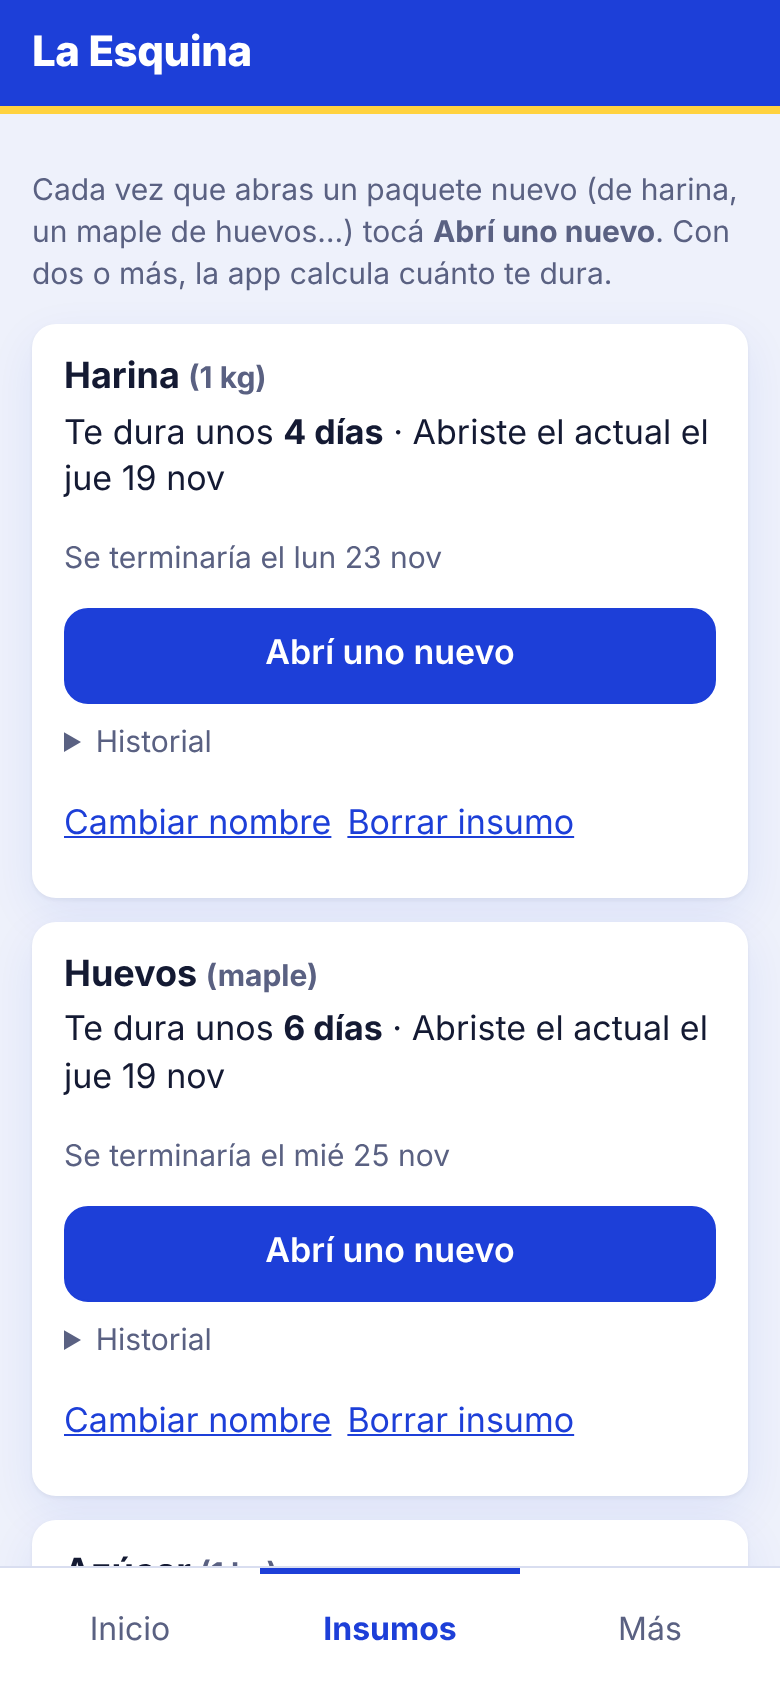 La Esquina
Cada vez que abras un paquete nuevo (de harina,
un maple de huevos...) tocá Abrí uno nuevo. Con
dos o más, la app calcula cuánto te dura.
Harina (1 kg)
Te dura unos 4 días · Abriste el actual el
jue 19 nov
Se terminaría el lun 23 nov
Abrí uno nuevo
Historial
Cambiar nombre Borrar insumo
Huevos (maple)
Te dura unos 6 días · Abriste el actual el
jue 19 nov
Se terminaría el mié 25 nov
Abrí uno nuevo
Historial
Cambiar nombre Borrar insumo
Azúcar
Inicio Insumos Más